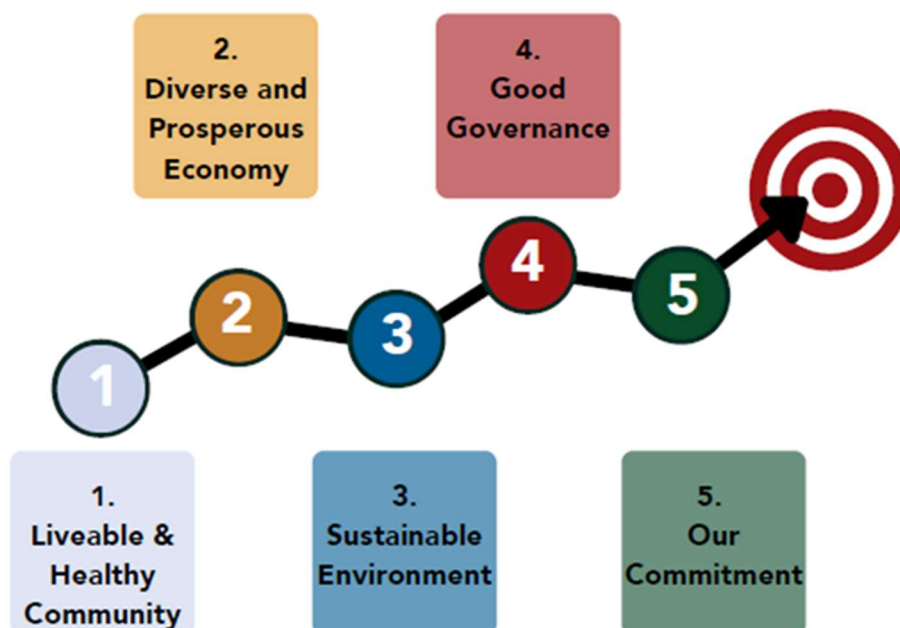 2.
Diverse and
Prosperous
Economy
4.
Good
Governance
1
2
3
4
5
1.
Liveable &
Healthy
Community
3.
Sustainable
Environment
5.
Our
Commitment